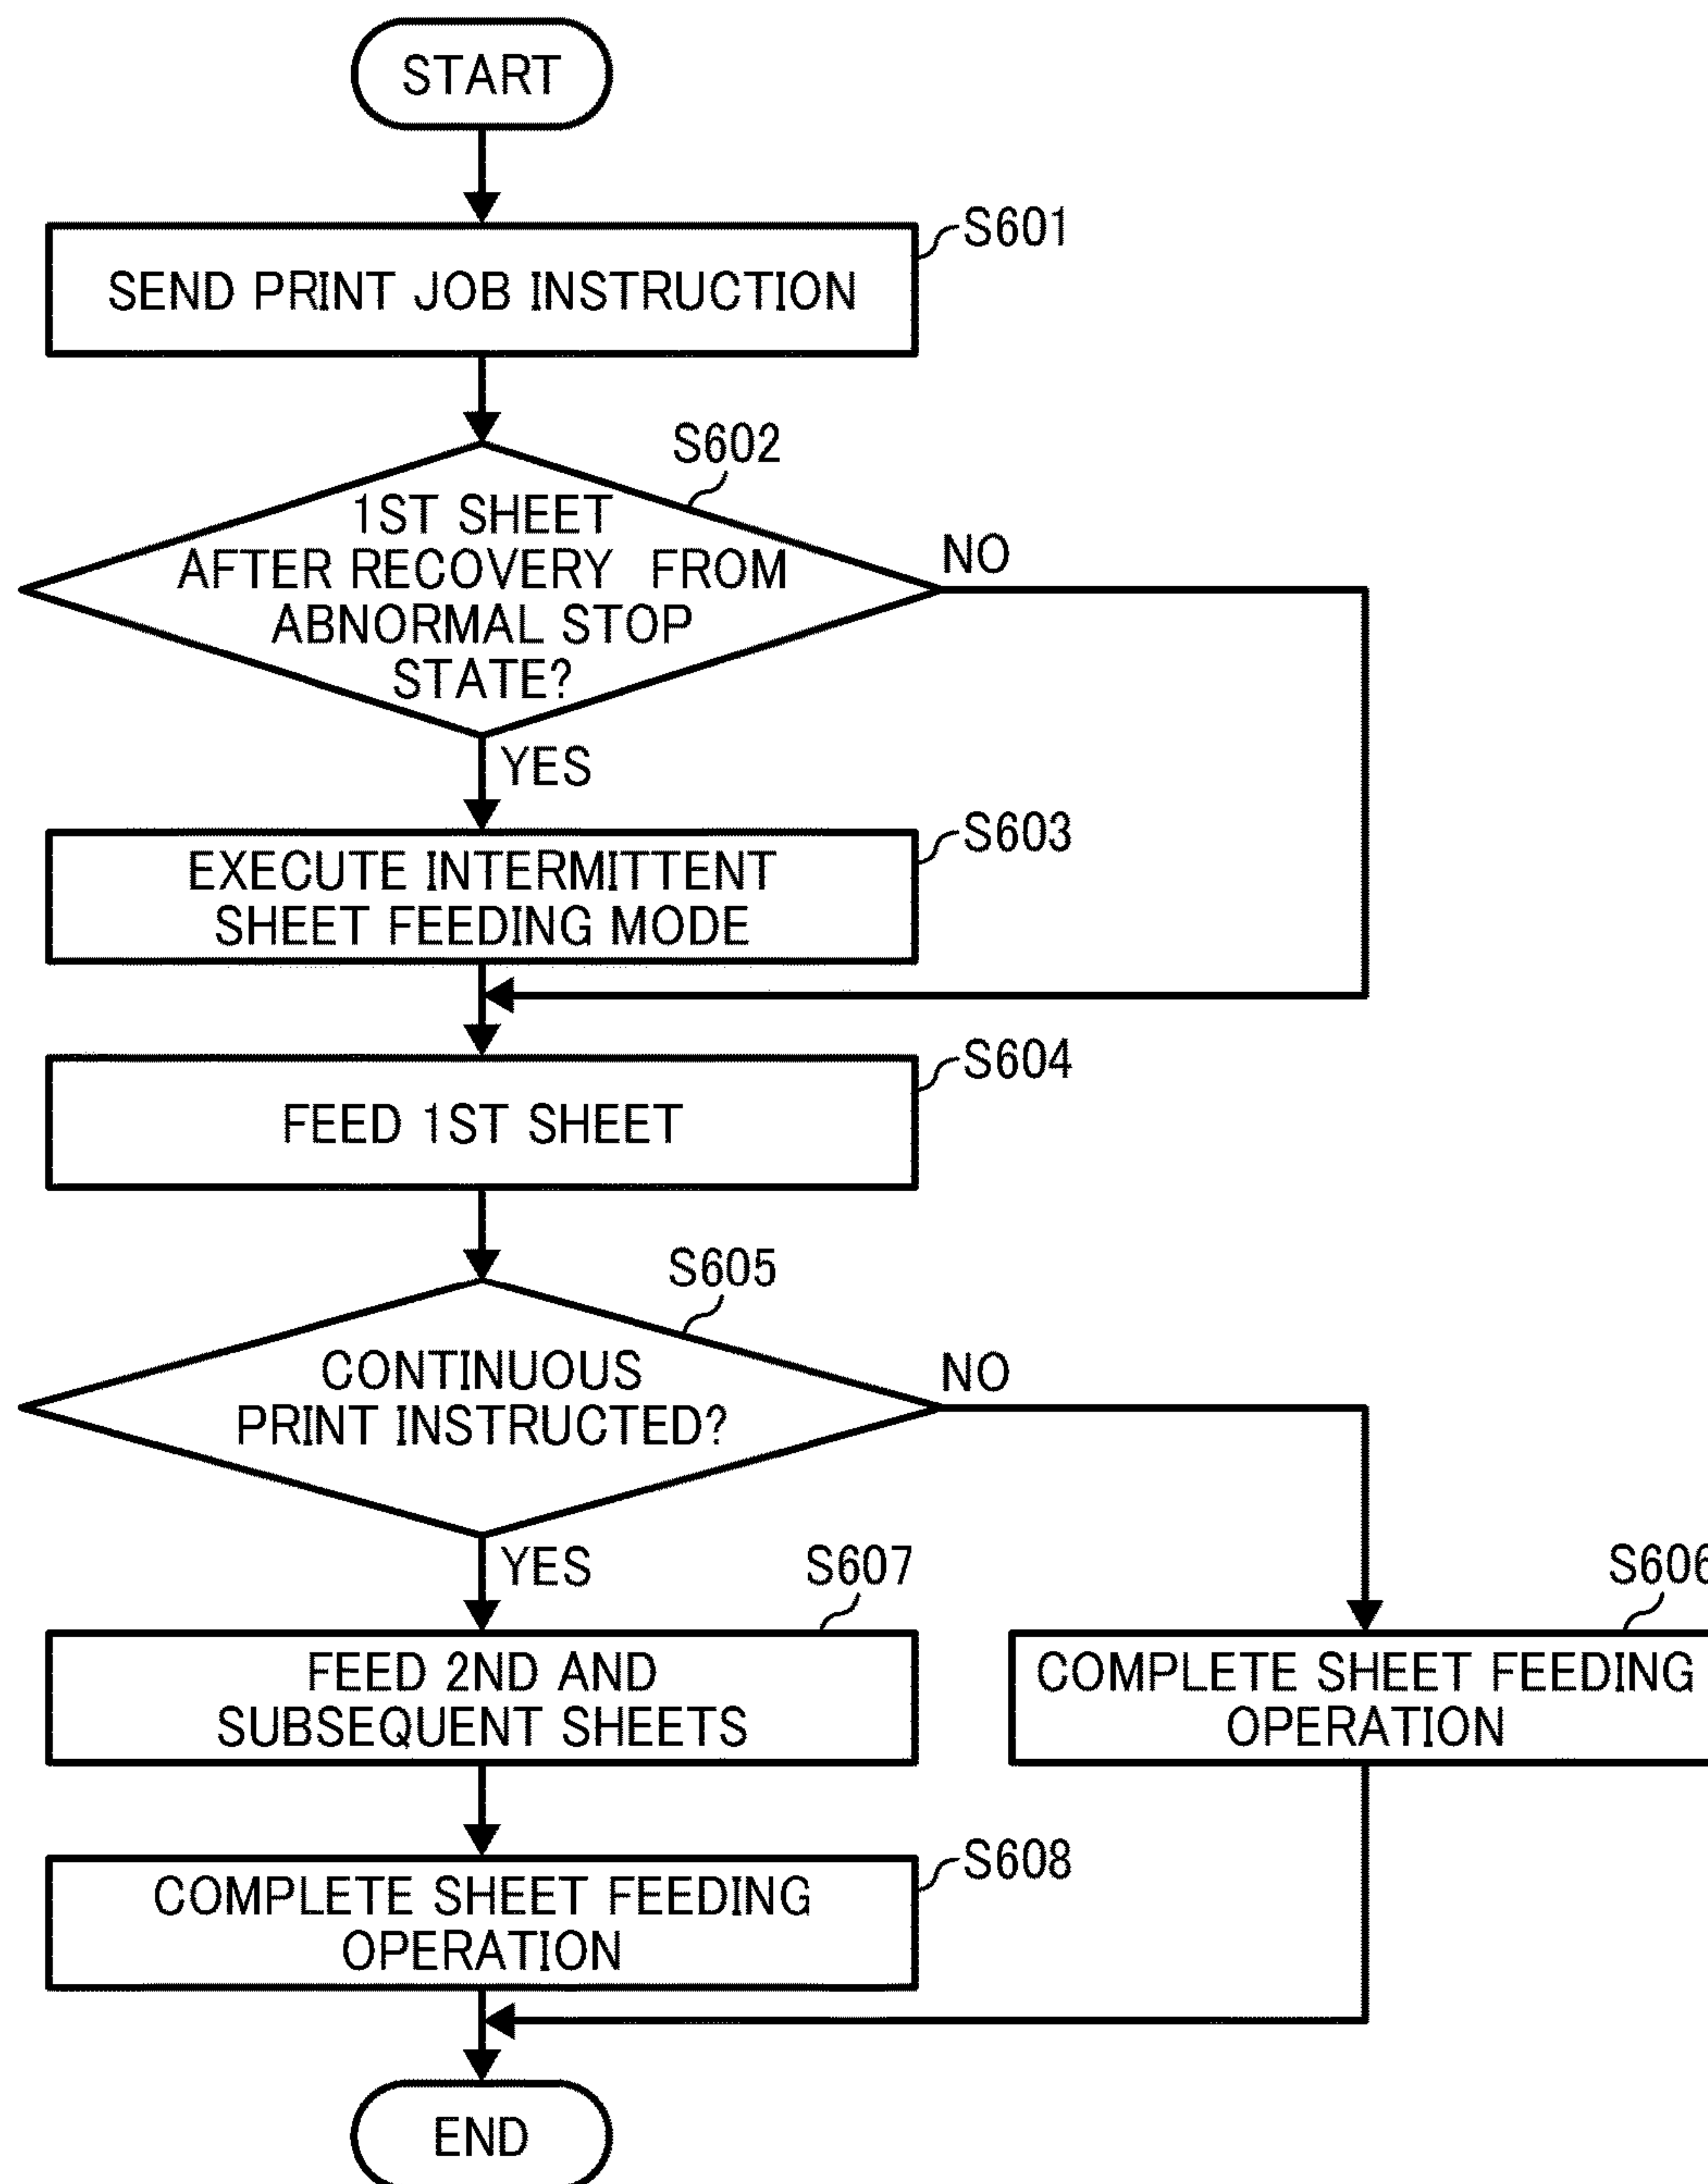 START
S601
SEND PRINT JOB INSTRUCTION
S602
1ST SHEET
AFTER RECOVERY FROM
ABNORMAL STOP
STATE?
NO
YES
S603
EXECUTE INTERMITTENT
SHEET FEEDING MODE
S604
FEED 1ST SHEET
S605
CONTINUOUS
PRINT INSTRUCTED?
NO
YES
S607
FEED 2ND AND
SUBSEQUENT SHEETS
S606
COMPLETE SHEET FEEDING
OPERATION
S608
COMPLETE SHEET FEEDING
OPERATION
END